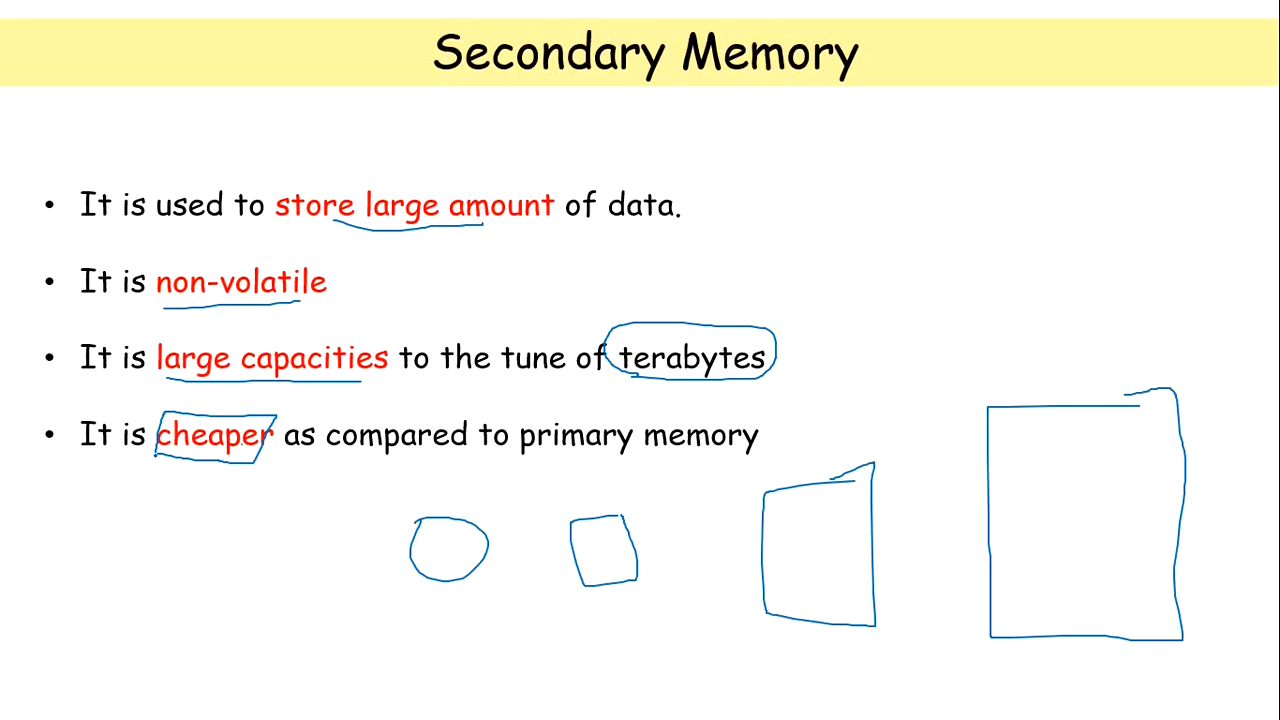 Secondary Memory
• It is used to store large amount of data.
• It is non-volatile
• It is large capacities to the tune of terabytes
• It is cheaper as compared to primary memory